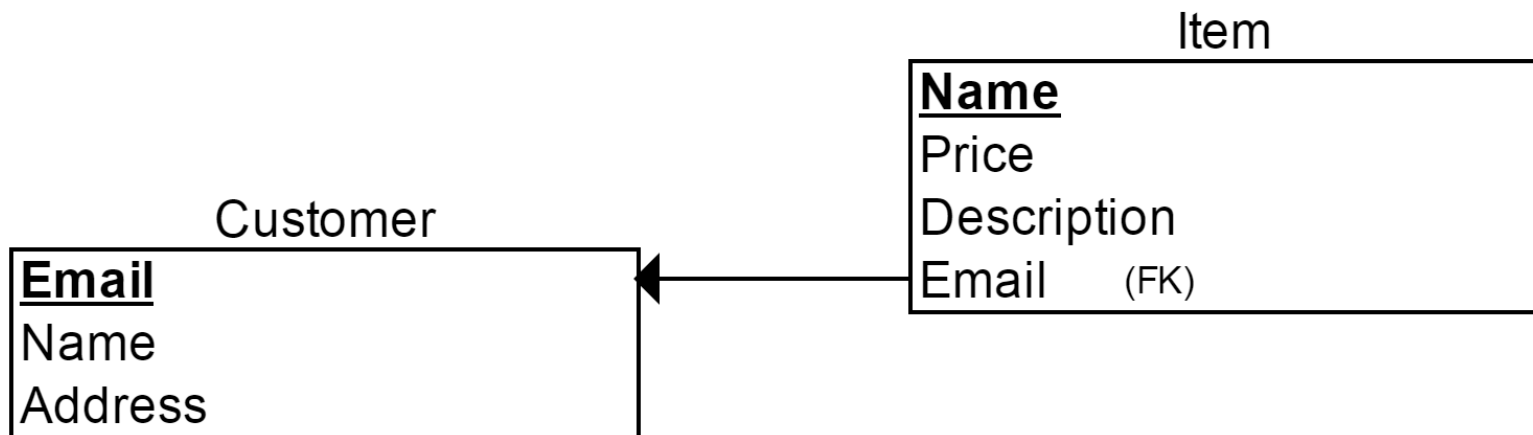 Item
Name
Price
Description
Email (FK)
Customer
Email
Name
Address